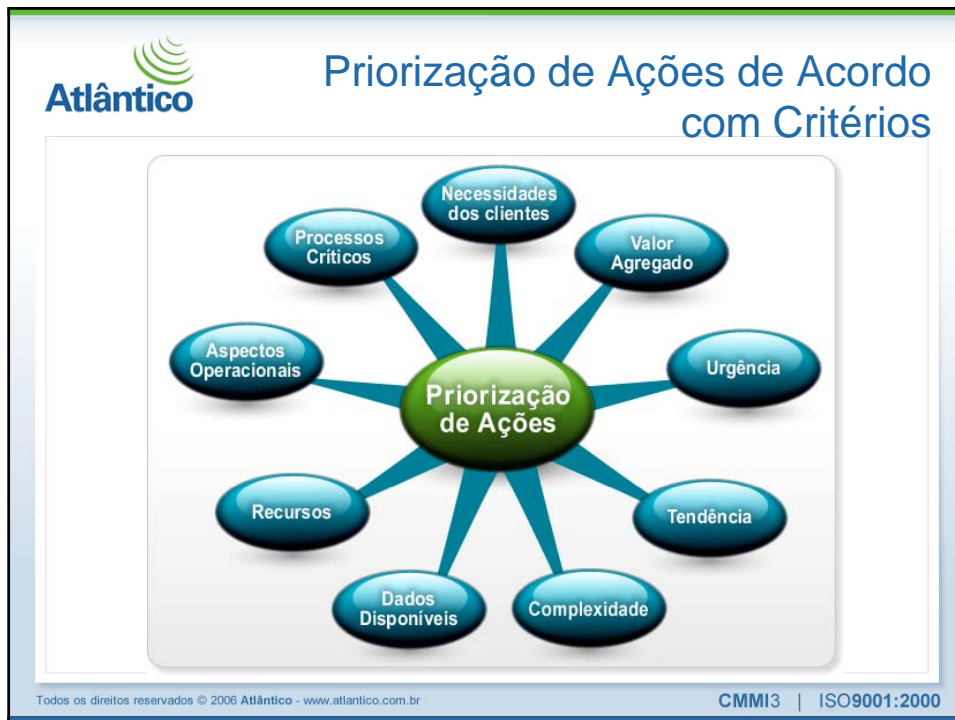 Atlântico
Priorização de Ações de Acordo
com Critérios
Necessidades
dos clientes
Processos
Críticos
Valor
Agregado
Aspectos
Operacionais
Urgência
Priorização
de Ações
Recursos
Tendência
Dados
Disponíveis
Complexidade
Todos os direitos reservados © 2006 Atlântico - www.atlantico.com.br
CMMI3 | ISO9001:2000